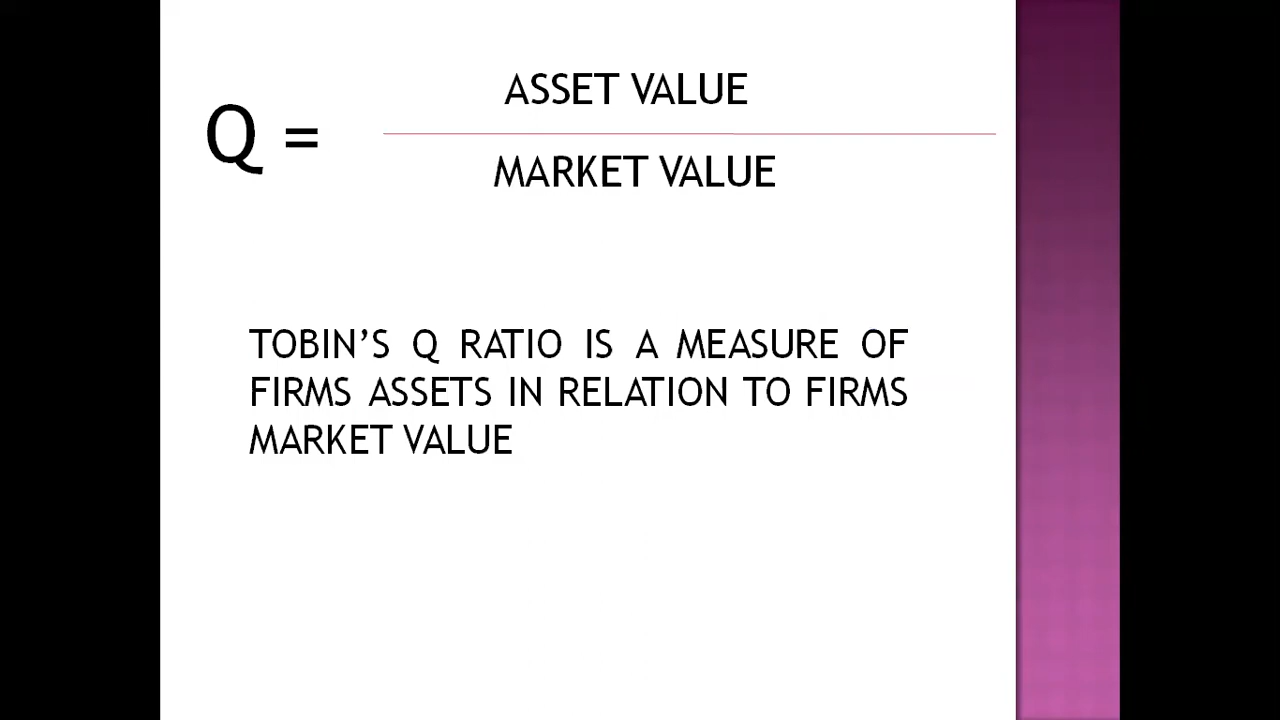 ASSET VALUE
Q =
MARKET VALUE
TOBIN’S Q RATIO IS A MEASURE OF
FIRMS ASSETS IN RELATION TO FIRMS
MARKET VALUE